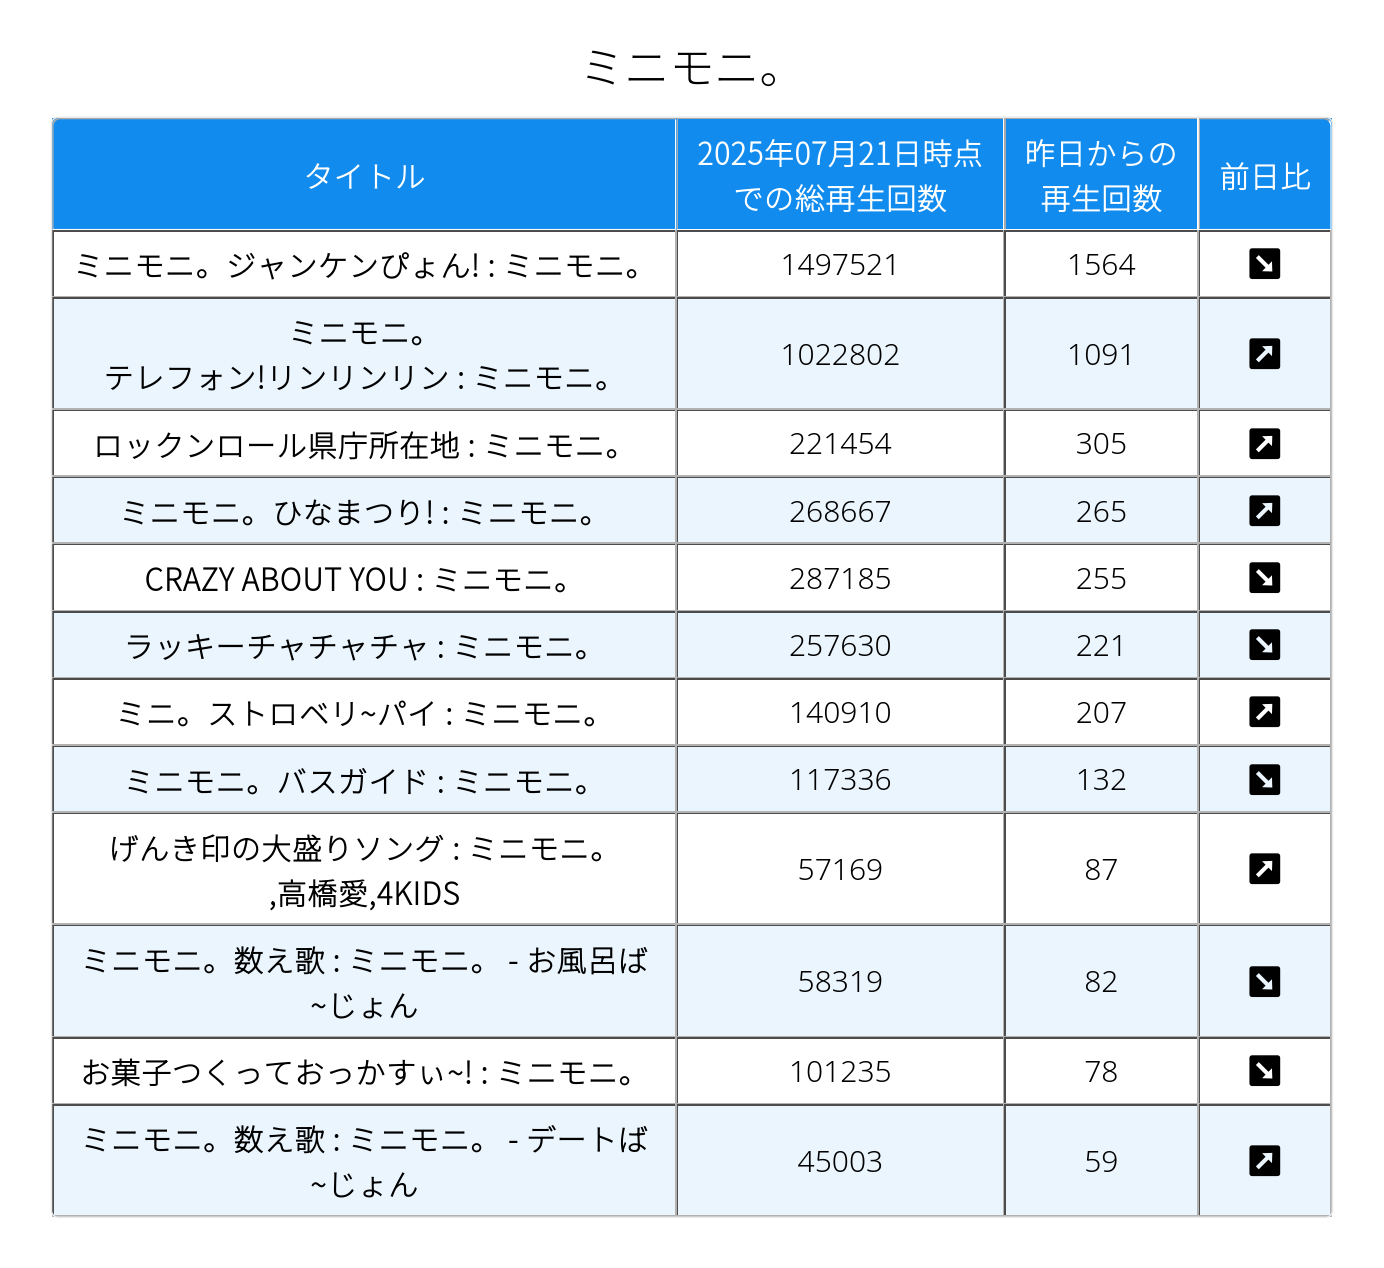 ミニモニ。
タイトル
2025年07月21日時点
での総再生回数
昨日からの
再生回数
前日比
ミニモニ。ジャンケンぴょん! : ミニモニ。
1497521
1564
↘
ミニモニ。
テレフォン!リンリンリン : ミニモニ。
1022802
1091
↗
ロックンロール県庁所在地 : ミニモニ。
221454
305
↗
ミニモニ。ひなまつり! : ミニモニ。
268667
265
↗
CRAZY ABOUT YOU : ミニモニ。
287185
255
↘
ラッキーチャチャチャ : ミニモニ。
257630
221
↘
ミニ。ストロベリ~パイ : ミニモニ。
140910
207
↗
ミニモニ。バスガイド : ミニモニ。
117336
132
↘
げんき印の大盛りソング : ミニモニ。
,高橋愛,4KIDS
57169
87
↗
ミニモニ。数え歌 : ミニモニ。 - お風呂ば
~じょん
58319
82
↘
お菓子つくっておっかすぃ~! : ミニモニ。
101235
78
↘
ミニモニ。数え歌 : ミニモニ。 - デートば
~じょん
45003
59
↗